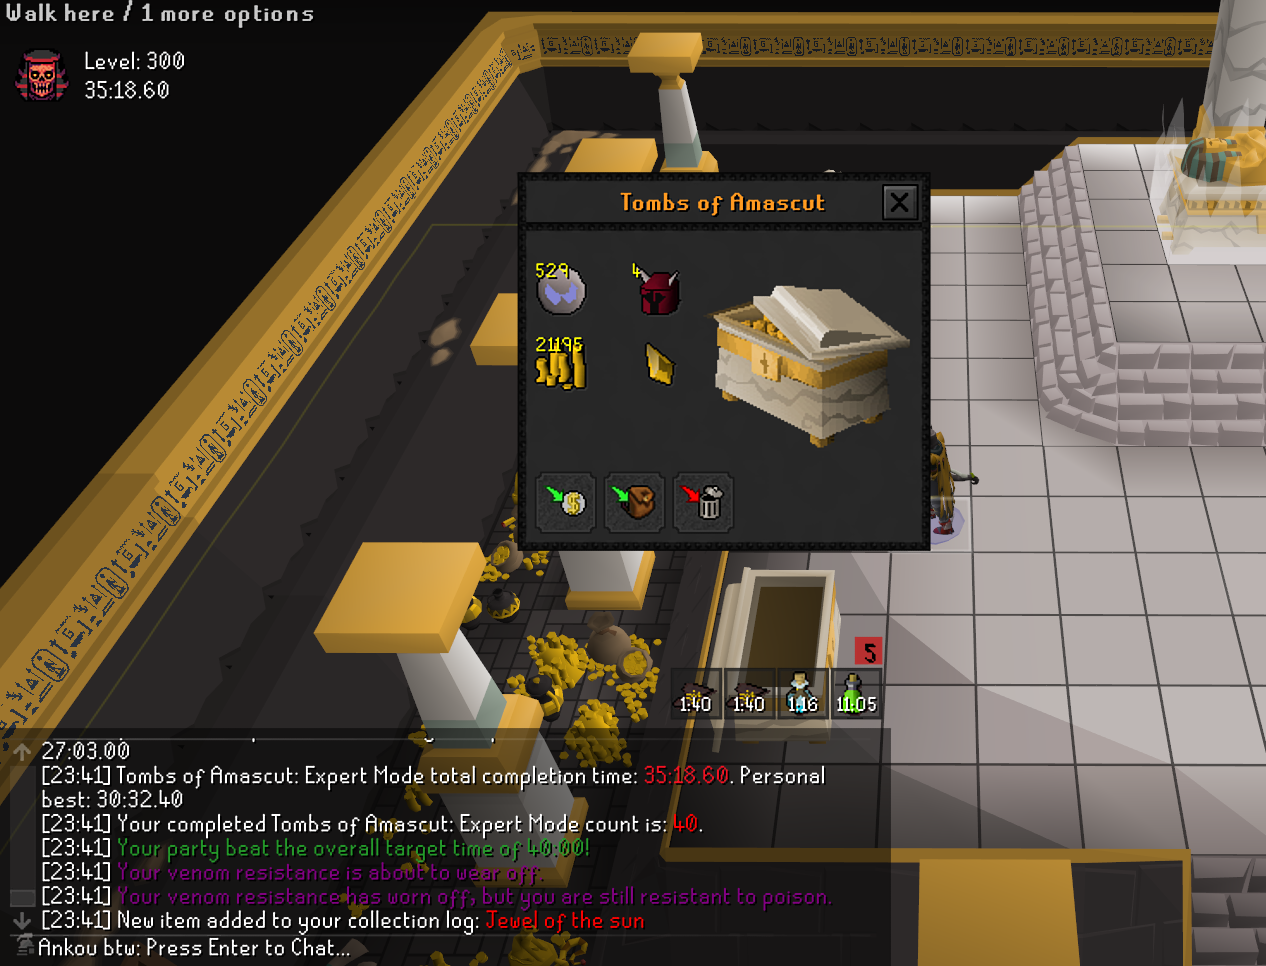 Walk here / 1 more options
Level: 300
35:18.60
Tombs of Amascut
529
4
21195
5
1:40
1:40
1:16
11:05
27:03.00
[23:41] Tombs of Amascut: Expert Mode total completion time: 35:18.60. Personal
best: 30:32.40
[23:41] Your completed Tombs of Amascut: Expert Mode count is: 40.
[23:41] Your party beat the overall target time of 40:00!
[23:41] Your venom resistance is about to wear off.
[23:41] Your venom resistance has worn off, but you are still resistant to poison.
[23:41] New item added to your collection log: Jewel of the sun
Ankou btw: Press Enter to Chat...